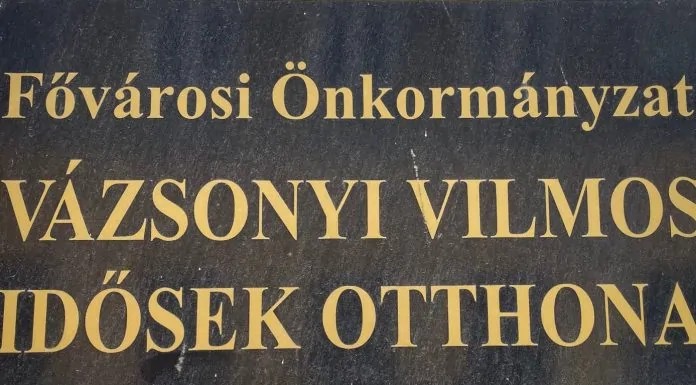 Fővárosi Önkormányzat
VÁZSONYI VILMOS
IDŐSEK OTTHONA